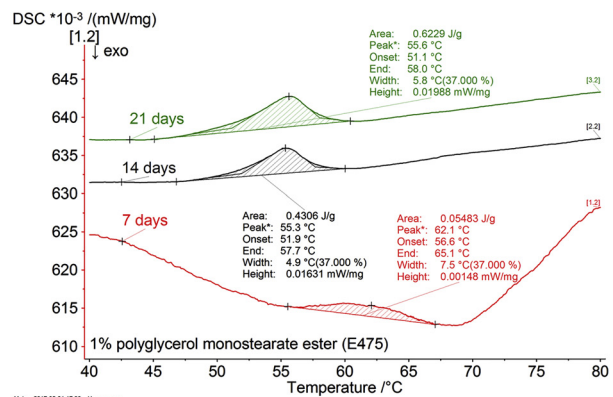 DSC *10⁻³ /(mW/mg)
[1.2]
↓ exo
Area: 0.6229 J/g
Peak*: 55.6 °C
Onset: 51.1 °C
End: 58.0 °C
Width: 5.8 °C(37.000 %)
Height: 0.01988 mW/mg
645
640
635
630
625
620
615
610
21 days
[3.2]
14 days
[2.2]
7 days
[1.2]
Area: 0.4306 J/g
Peak*: 55.3 °C
Onset: 51.9 °C
End: 57.7 °C
Width: 4.9 °C(37.000 %)
Height: 0.01631 mW/mg
Area: 0.05483 J/g
Peak*: 62.1 °C
Onset: 56.6 °C
End: 65.1 °C
Width: 7.5 °C(37.000 %)
Height: 0.00148 mW/mg
1% polyglycerol monostearate ester (E475)
40 45 50 55 60 65 70 75 80
Temperature /°C